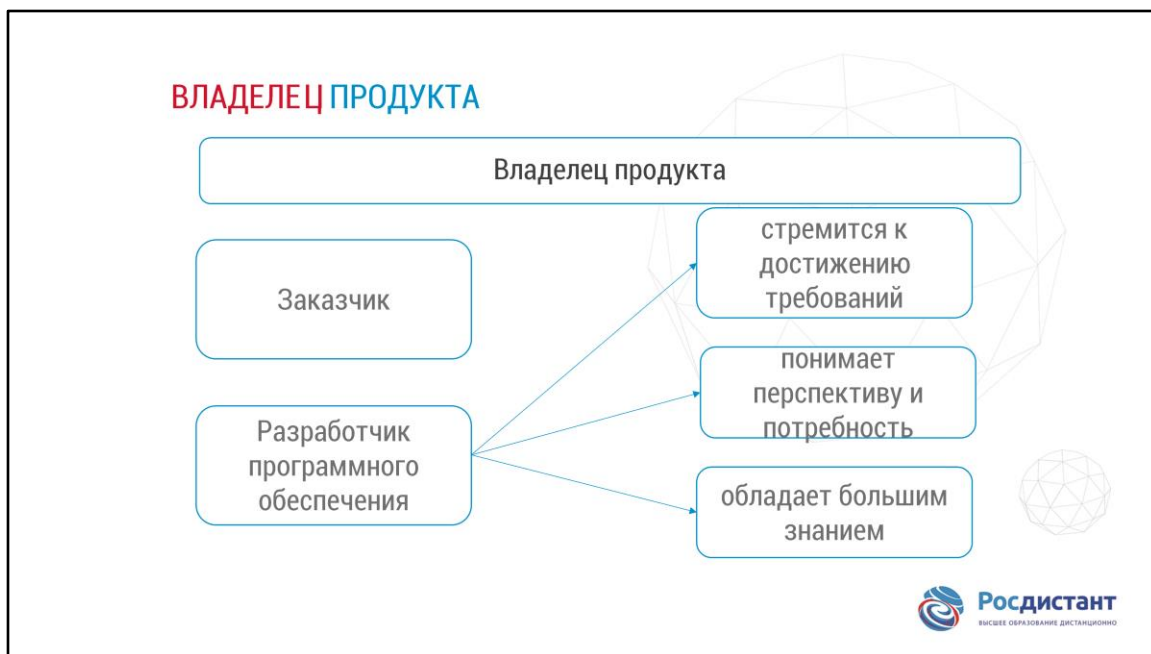 ВЛАДЕЛЕЦ ПРОДУКТА
Владелец продукта
Заказчик
Разработчик
программного
обеспечения
стремится к
достижению
требований
понимает
перспективу и
потребность
обладает большим
знанием
Росдистант
ВЫСШЕЕ ОБРАЗОВАНИЕ ДИСТАНЦИОННО